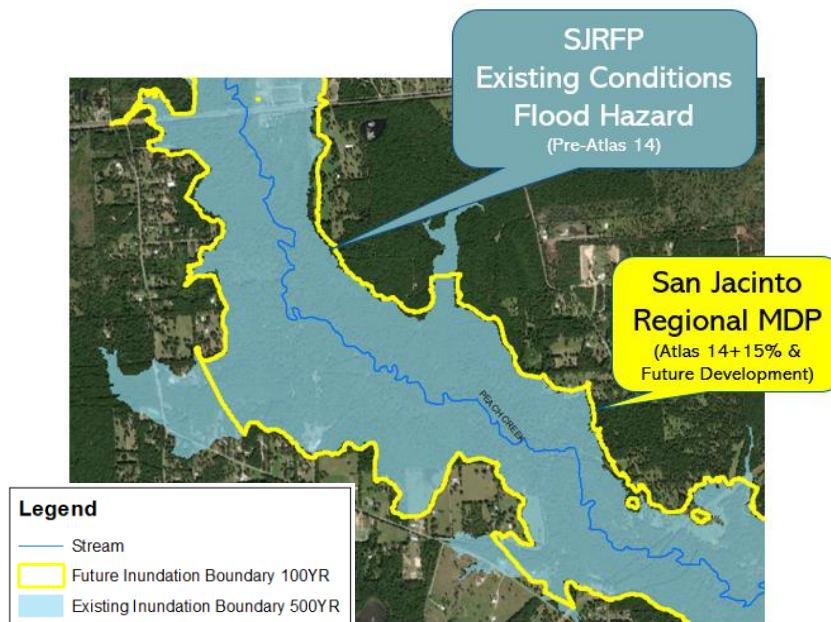 SJRFP
Existing Conditions
Flood Hazard
(Pre-Atlas 14)
San Jacinto
Regional MDP
(Atlas 14+15% &
Future Development)
PEACH CREEK
Legend
Stream
Future Inundation Boundary 100YR
Existing Inundation Boundary 500YR